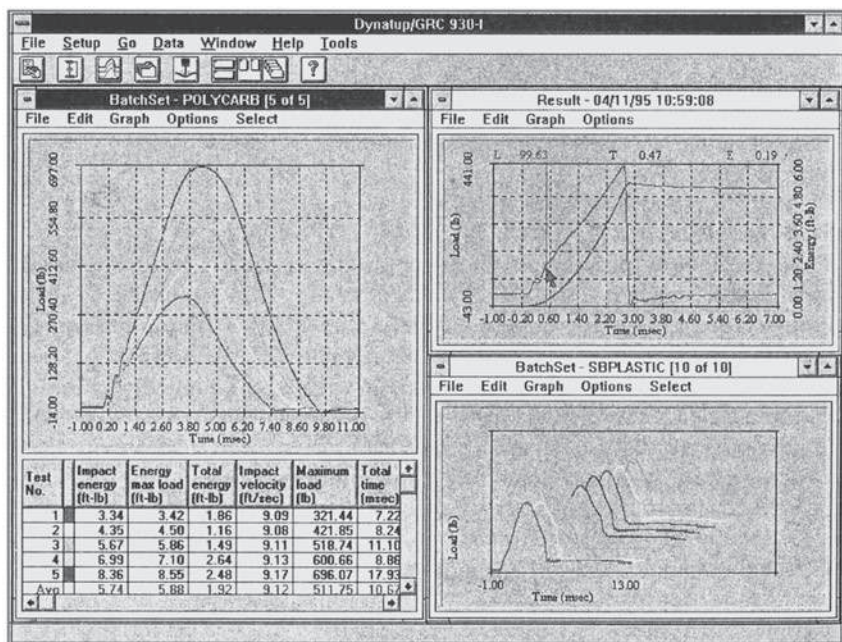 Dynatup/GRC 930-I
File Setup Go Data Window Help Tools
BatchSet - POLYCARB [5 of 5]
File Edit Graph Options Select
697.00
554.80
412.60
270.40
128.20
-14.00
Load (lb)
-1.00 0.20 1.40 2.60 3.80 5.00 6.20 7.40 8.60 9.80 11.00
Time (msec)
Test No. Impact energy (ft-lb) Energy max load (ft-lb) Total energy (ft-lb) Impact velocity (ft/sec) Maximum load (lb) Total time (msec)
1 3.34 3.42 1.86 9.09 321.44 7.22
2 4.35 4.50 1.16 9.08 421.85 8.24
3 5.67 5.86 1.49 9.11 518.74 11.10
4 6.99 7.10 2.64 9.13 600.66 8.86
5 8.36 8.55 2.48 9.17 696.07 17.93
Avg 5.74 5.88 1.92 9.12 511.75 10.67
Result - 04/11/95 10:59:08
File Edit Graph Options
L 99.63 T 0.47 E 0.19
441.00
-43.00
Load (lb)
6.00
4.80
3.60
2.40
1.20
0.00
Energy (ft-lb)
-1.00 -0.20 0.60 1.40 2.20 3.00 3.80 4.60 5.40 6.20 7.00
Time (msec)
BatchSet - SBPLASTIC [10 of 10]
File Edit Graph Options Select
Load (lb)
-1.00 13.00
Time (msec)